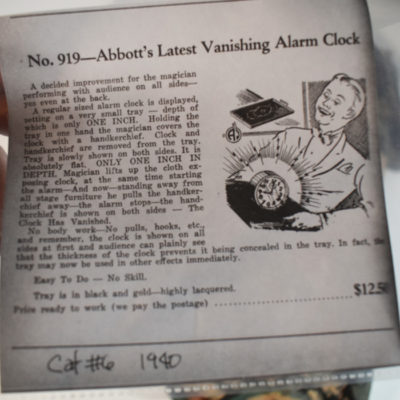 No. 919—Abbott's Latest Vanishing Alarm Clock
A decided improvement for the magician
performing with audience on all sides—
yes even at the back.
A regular sized alarm clock is displayed,
setting on a very small tray — depth of
which is only ONE INCH. Holding the
tray in one hand the magician covers the
clock with a handkerchief. Clock and
handkerchief are removed from the tray.
Tray is slowly shown on both sides. It is
absolutely flat. ONLY ONE INCH IN
DEPTH. Magician lifts up the cloth ex-
posing clock, at the same time starting
the alarm—And now—standing away from
all stage furniture he pulls the handker-
chief away—the alarm stops—the hand-
kerchief is shown on both sides — The
Clock Has Vanished.
No body work—No pulls, hooks, etc.,
and remember, the clock is shown on all
sides at first and audience can plainly see
that the thickness of the clock prevents it being concealed in the tray. In fact, the
tray may now be used in other effects immediately.
Easy To Do — No Skill.
Tray is in black and gold—highly lacquered.
Price ready to work (we pay the postage) .......................... $12.50
Cat #6 1940